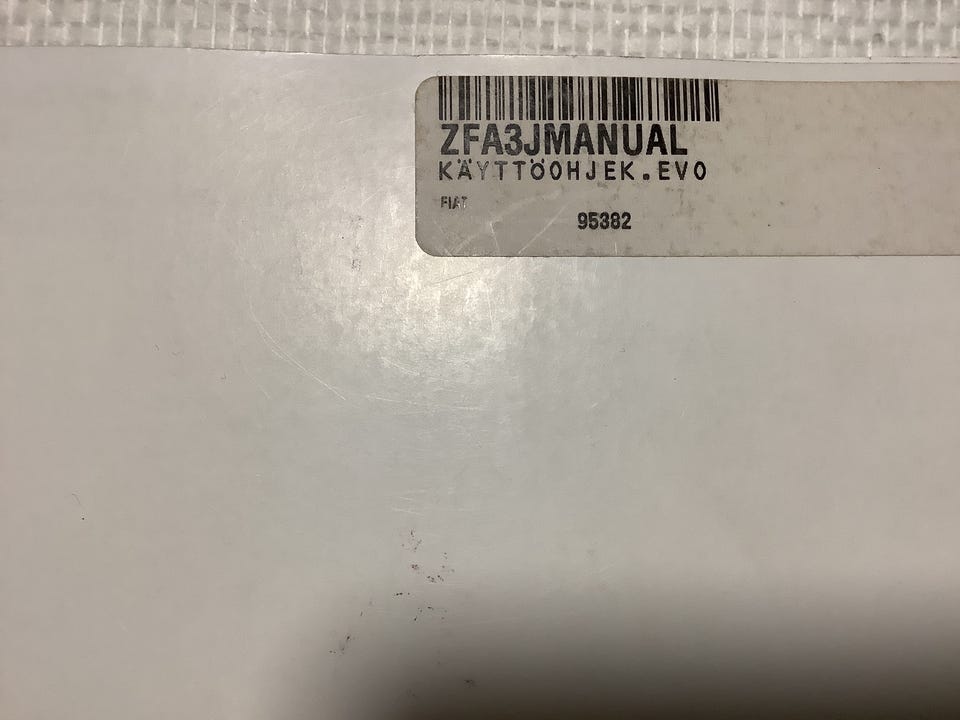 ZFA3JMANUAL
KÄYTTÖOHJEK.EVO
FIAT
95382